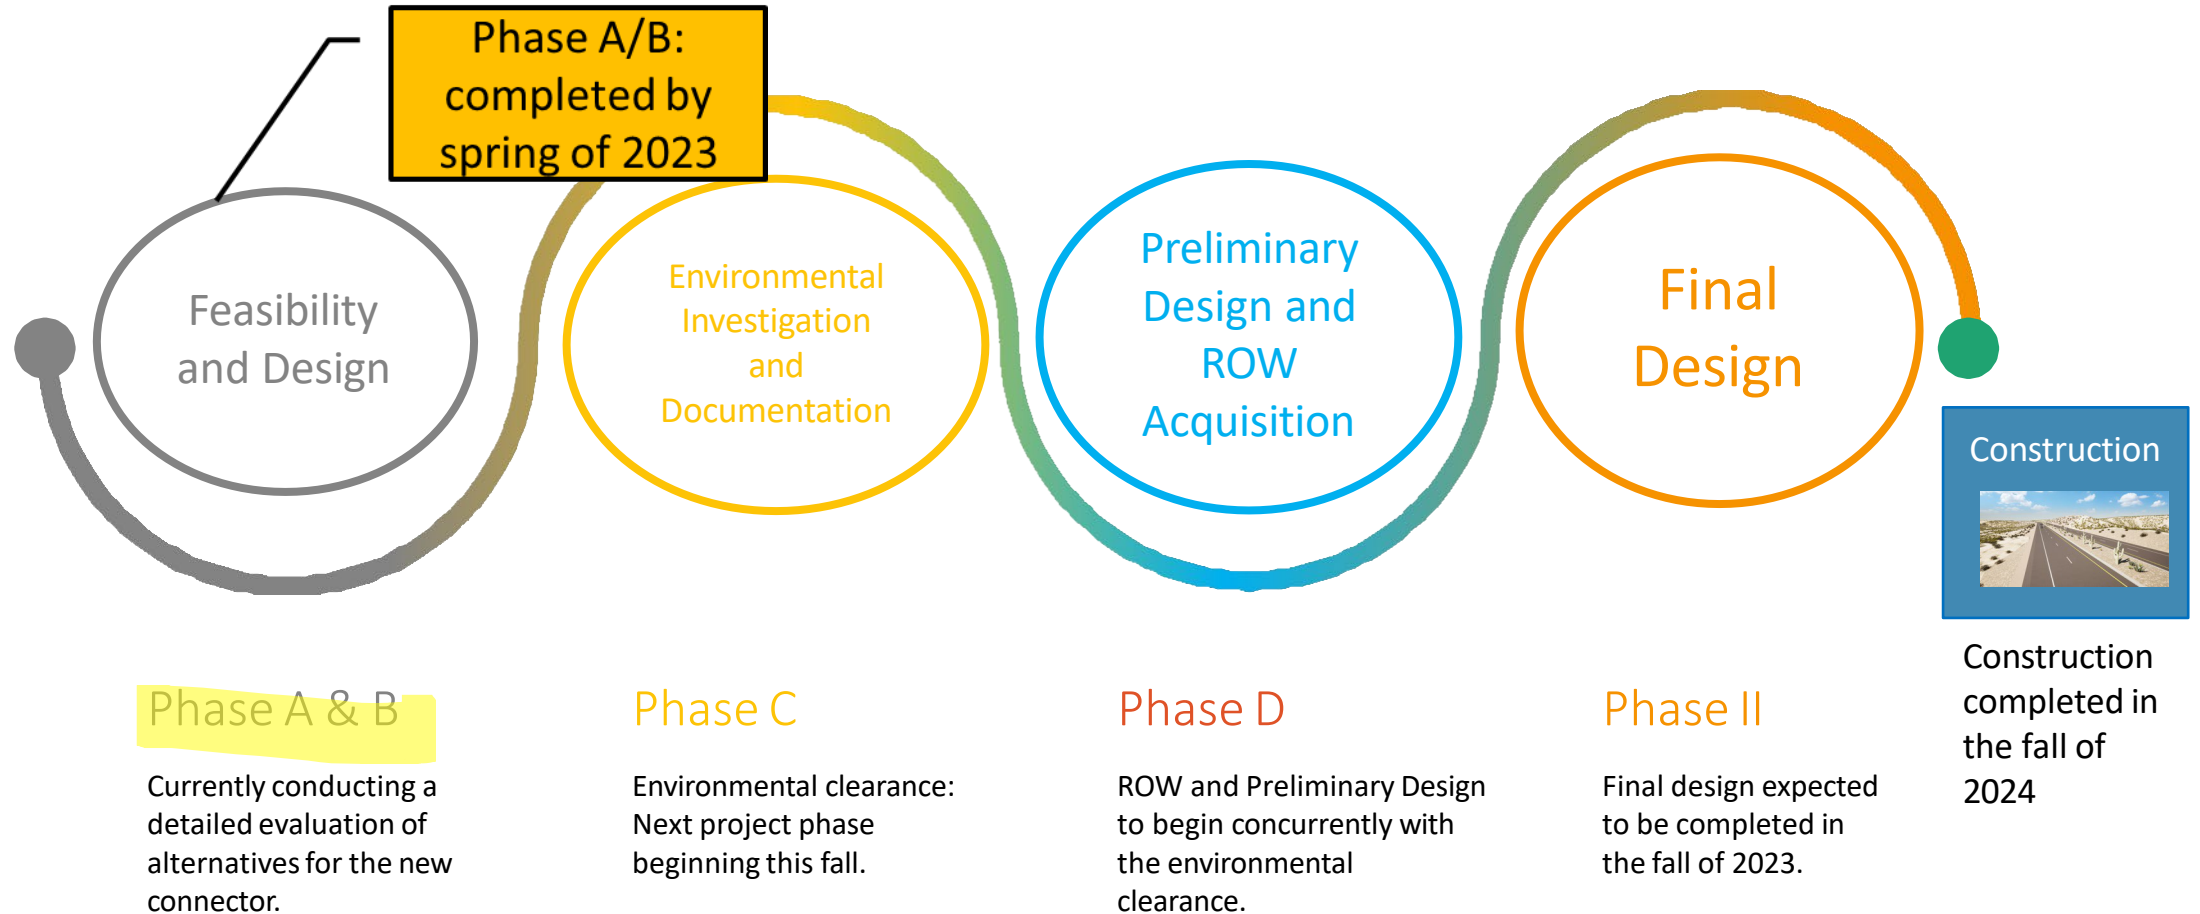 Phase A/B:
completed by
spring of 2023
Feasibility
and Design
Environmental
Investigation
and
Documentation
Preliminary
Design and
ROW
Acquisition
Final
Design
Construction
Phase A & B
Currently conducting a
detailed evaluation of
alternatives for the new
connector.
Phase C
Environmental clearance:
Next project phase
beginning this fall.
Phase D
ROW and Preliminary Design
to begin concurrently with
the environmental
clearance.
Phase II
Final design expected
to be completed in
the fall of 2023.
Construction
completed in
the fall of
2024